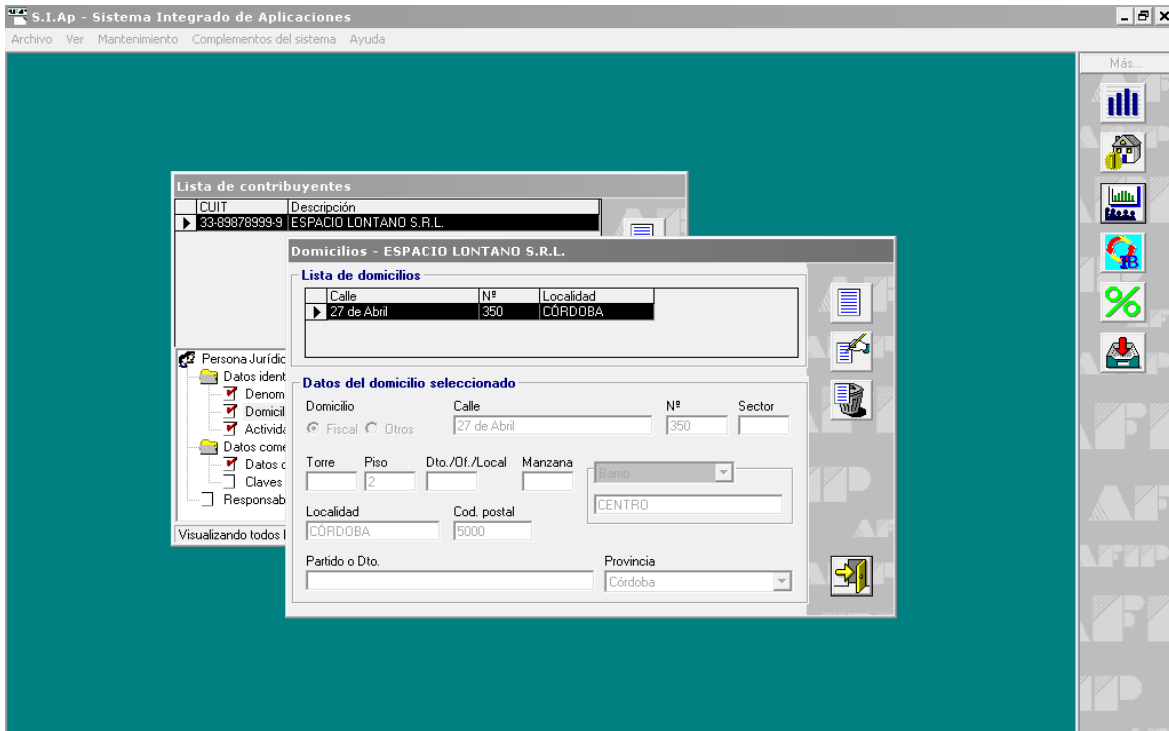 S.I.Ap - Sistema Integrado de Aplicaciones
Archivo Ver Mantenimiento Complementos del sistema Ayuda
Más...
Lista de contribuyentes
CUIT Descripción
33-89878999-9 ESPACIO LONTANO S.R.L.
Domicilios - ESPACIO LONTANO S.R.L.
Lista de domicilios
Calle Nº Localidad
27 de Abril 350 CÓRDOBA
Persona Jurídic
Datos ident
Denom
Domicil
Activida
Datos come
Datos c
Claves
Responsab
Visualizando todos l
Datos del domicilio seleccionado
Domicilio Calle Nº Sector
Fiscal Otros 27 de Abril 350
Torre Piso Dto./Of./Local Manzana
2
Barrio
CENTRO
Localidad Cod. postal
CÓRDOBA 5000
Partido o Dto. Provincia
Córdoba
IB
%
AFIP